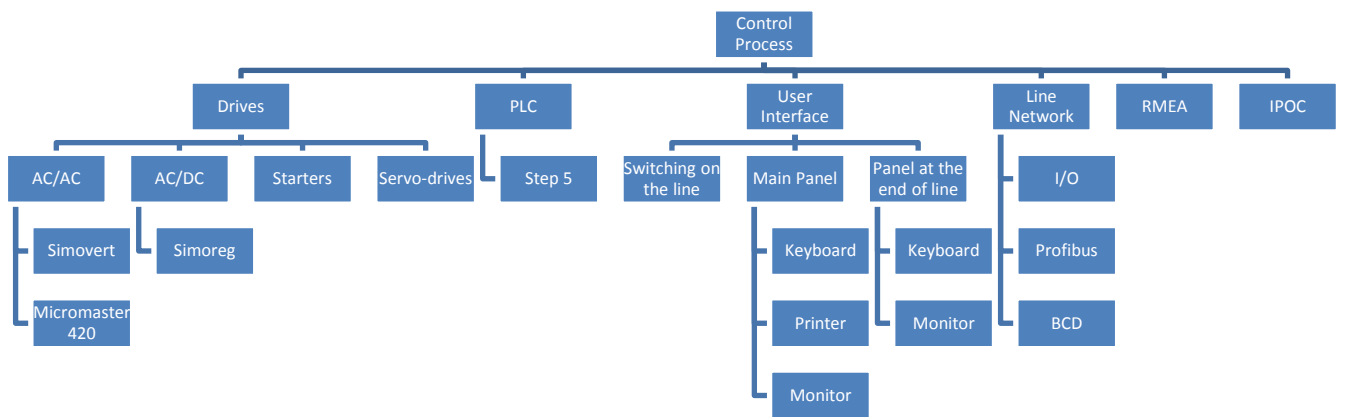 Control
Process
Drives
PLC
User
Interface
Line
Network
RMEA
IPOC
AC/AC
AC/DC
Starters
Servo-drives
Step 5
Switching on
the line
Main Panel
Panel at the
end of line
I/O
Simovert
Simoreg
Keyboard
Keyboard
Profibus
Micromaster
420
Printer
Monitor
BCD
Monitor